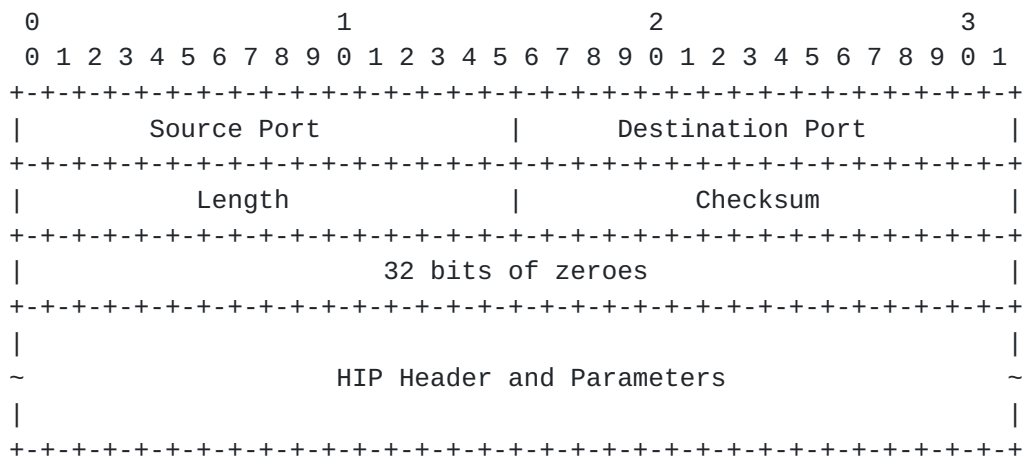 0                   1                   2                   3
 0 1 2 3 4 5 6 7 8 9 0 1 2 3 4 5 6 7 8 9 0 1 2 3 4 5 6 7 8 9 0 1
+-+-+-+-+-+-+-+-+-+-+-+-+-+-+-+-+-+-+-+-+-+-+-+-+-+-+-+-+-+-+-+-+
|        Source Port            |      Destination Port         |
+-+-+-+-+-+-+-+-+-+-+-+-+-+-+-+-+-+-+-+-+-+-+-+-+-+-+-+-+-+-+-+-+
|           Length              |           Checksum            |
+-+-+-+-+-+-+-+-+-+-+-+-+-+-+-+-+-+-+-+-+-+-+-+-+-+-+-+-+-+-+-+-+
|                       32 bits of zeroes                       |
+-+-+-+-+-+-+-+-+-+-+-+-+-+-+-+-+-+-+-+-+-+-+-+-+-+-+-+-+-+-+-+-+
|                                                               |
~                    HIP Header and Parameters                  ~
|                                                               |
+-+-+-+-+-+-+-+-+-+-+-+-+-+-+-+-+-+-+-+-+-+-+-+-+-+-+-+-+-+-+-+-+